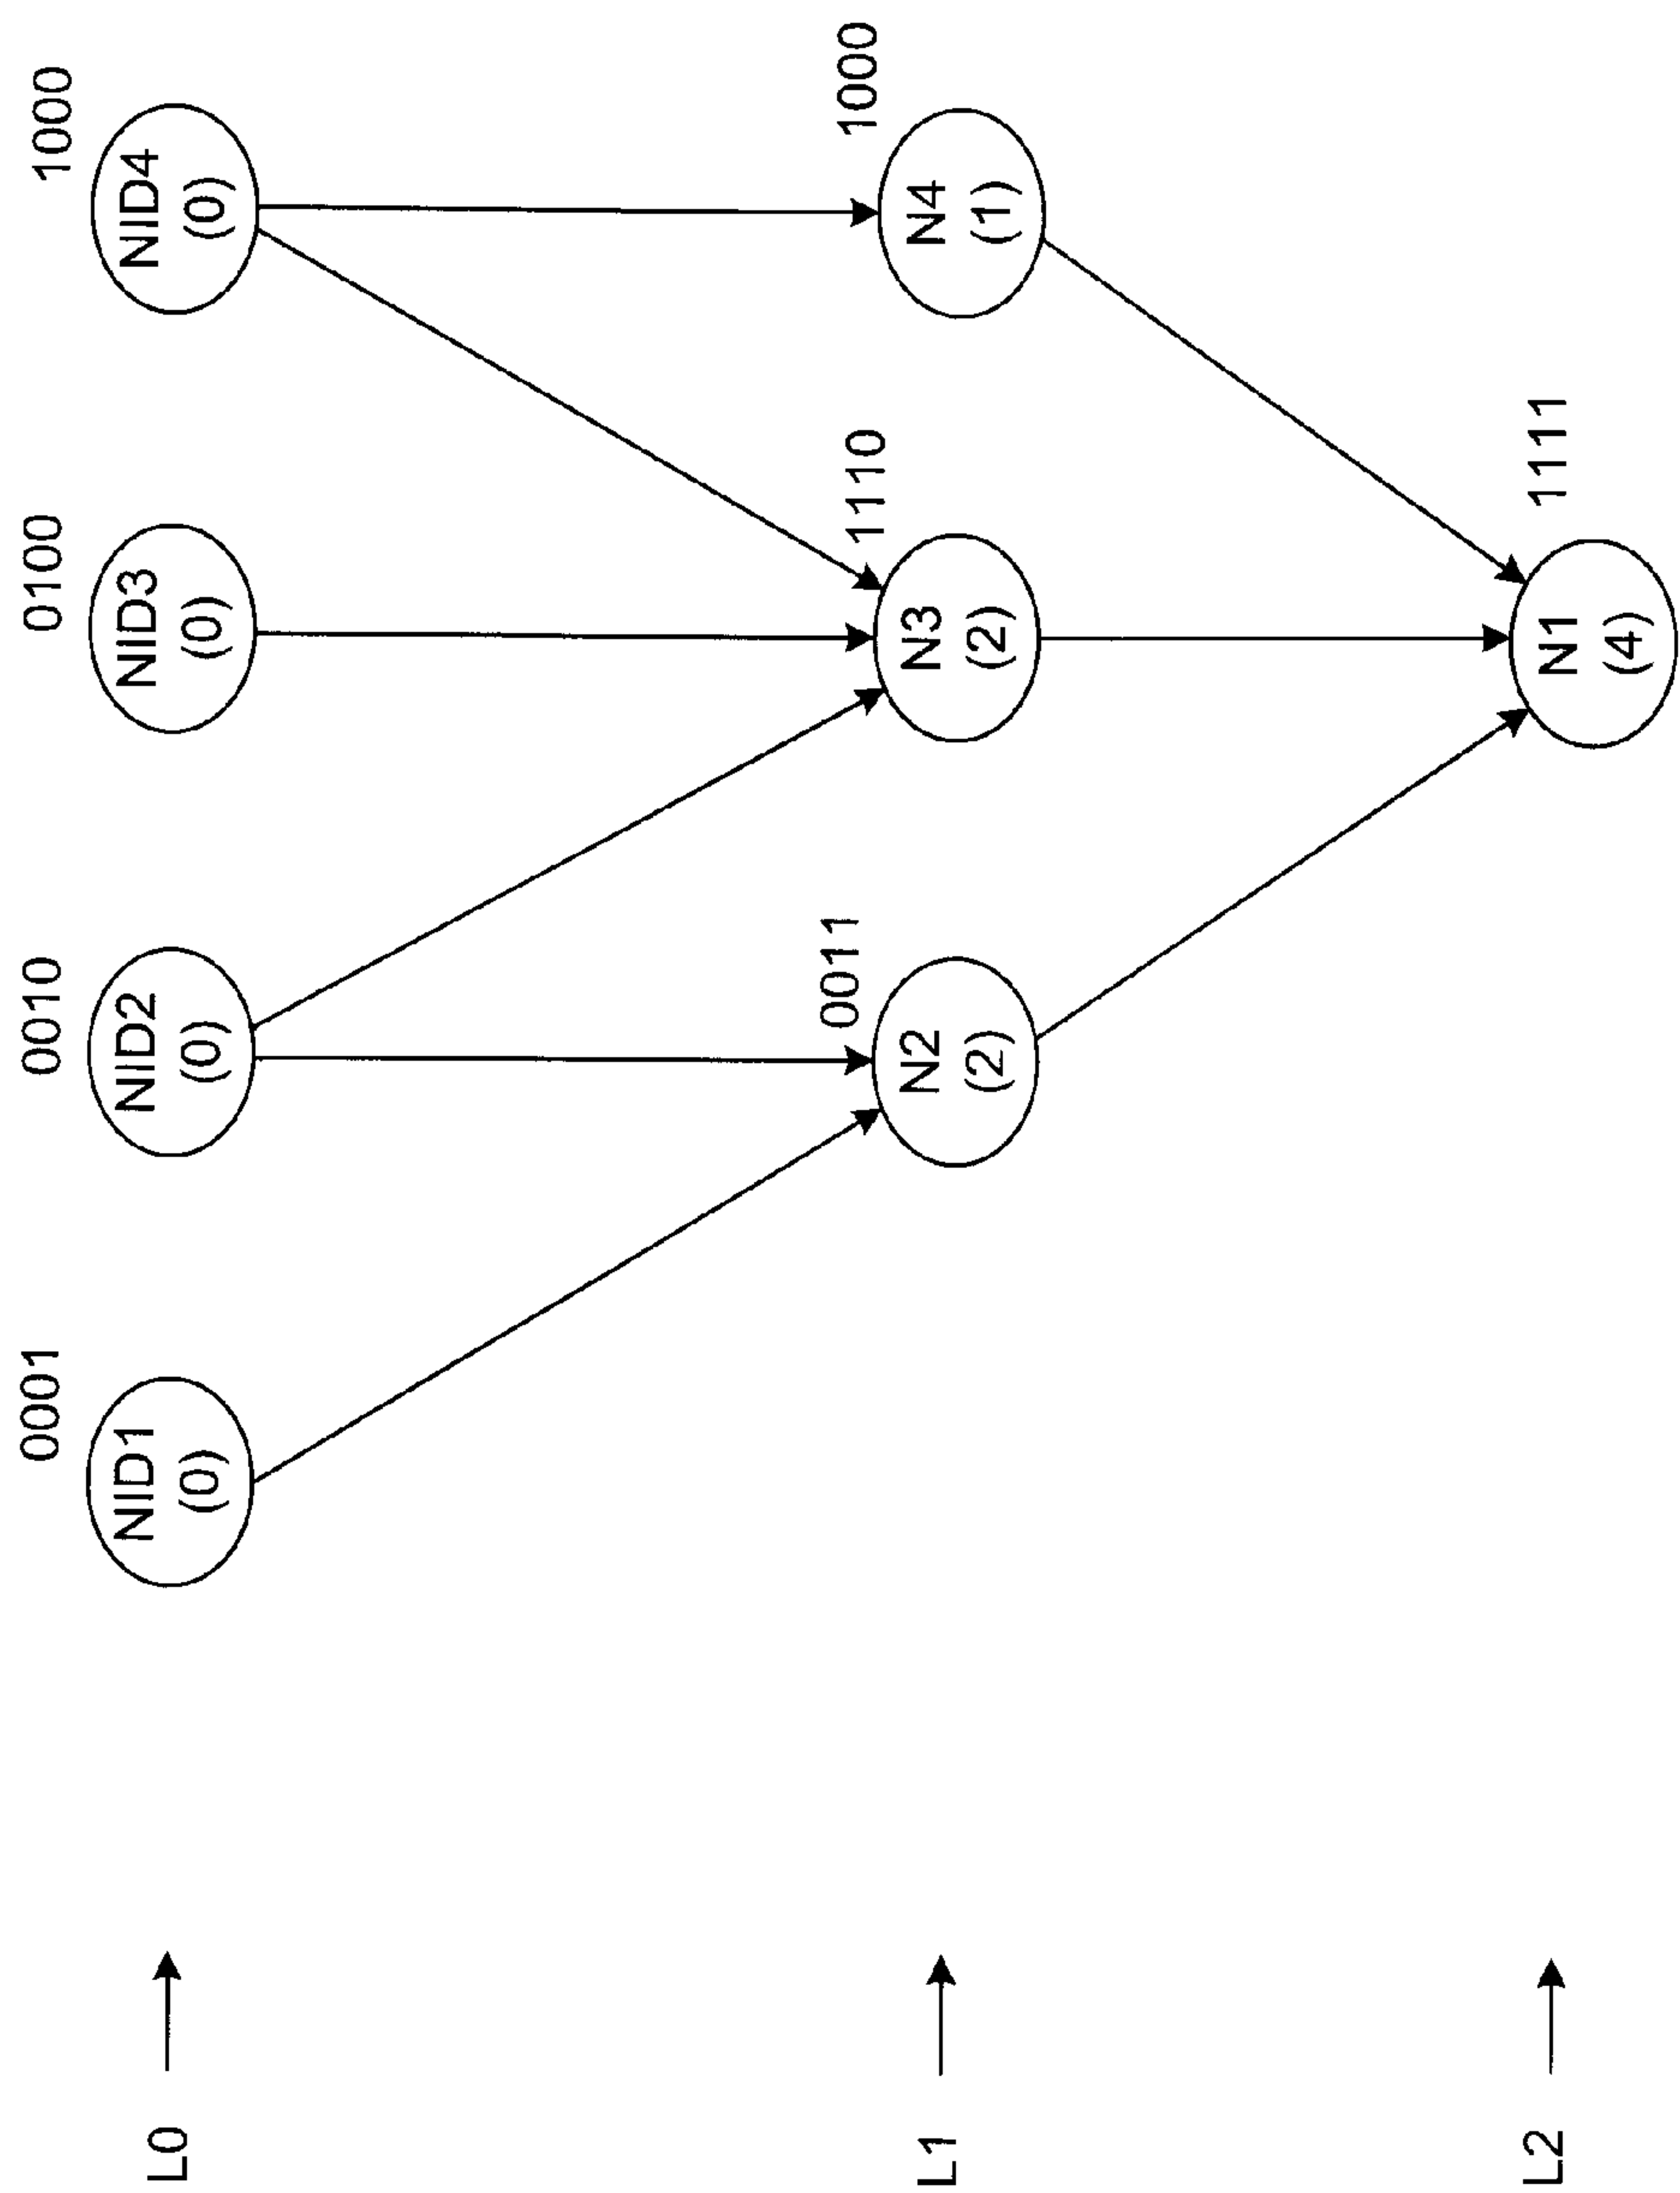 L0
0001
NID1
(0)
0010
NID2
(0)
0100
NID3
(0)
1000
NID4
(0)
L1
0011
N2
(2)
1110
N3
(2)
1000
N4
(1)
L2
1111
N1
(4)